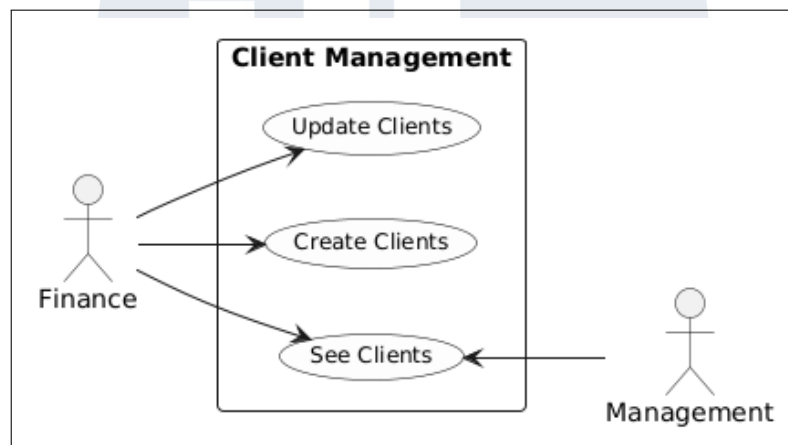 Client Management
Update Clients
Create Clients
Finance
See Clients
Management